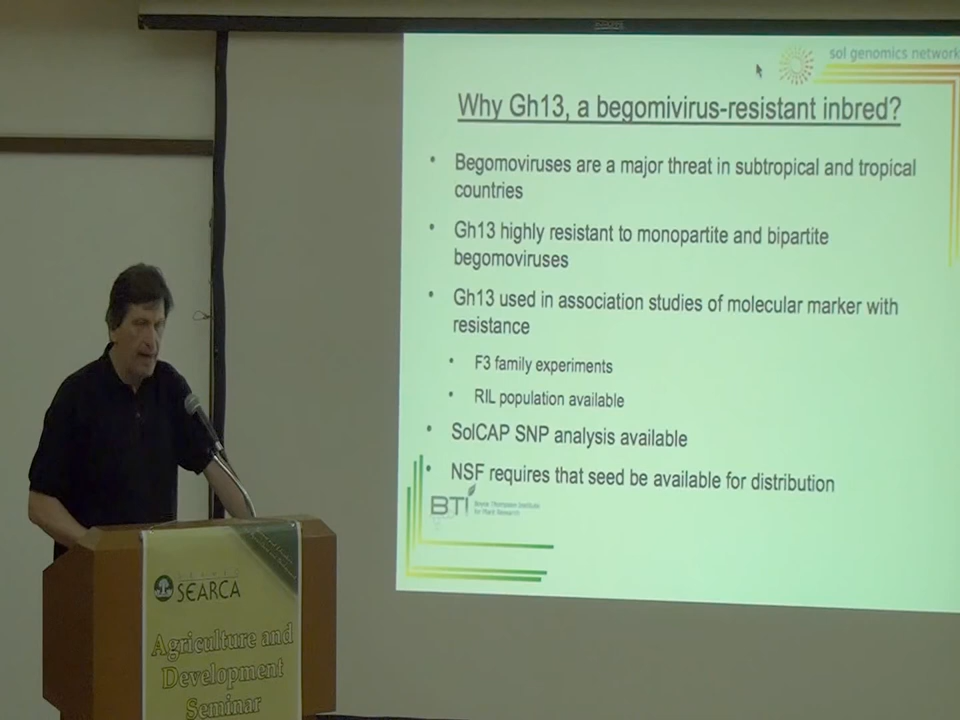 sol genomics network
Why Gh13, a begomivirus-resistant inbred?
• Begomoviruses are a major threat in subtropical and tropical
countries
• Gh13 highly resistant to monopartite and bipartite
begomoviruses
• Gh13 used in association studies of molecular marker with
resistance
• F3 family experiments
• RIL population available
• SolCAP SNP analysis available
• NSF requires that seed be available for distribution
BTI
Boyce Thompson Institute
for Plant Research
SEARCA
Agriculture and
Development
Seminar